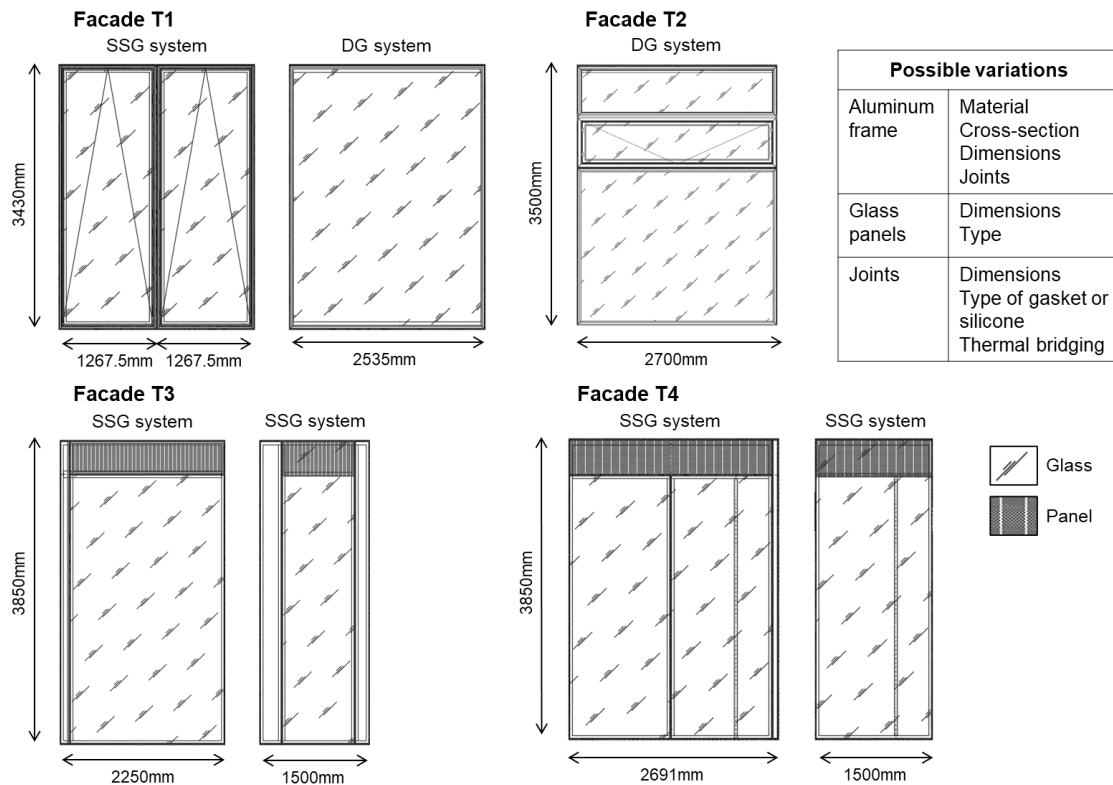 Facade T1
SSG system
DG system
3430mm
1267.5mm
1267.5mm
2535mm
Facade T2
DG system
3500mm
2700mm
Possible variations
Aluminum
frame
Material
Cross-section
Dimensions
Joints
Glass
panels
Dimensions
Type
Joints
Dimensions
Type of gasket or
silicone
Thermal bridging
Facade T3
SSG system
SSG system
3850mm
2250mm
1500mm
Facade T4
SSG system
SSG system
3850mm
2691mm
1500mm
Glass
Panel